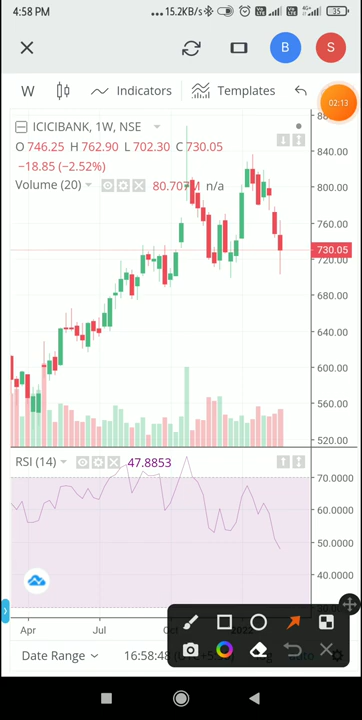 4:58 PM
...15.2KB/s
35
B
S
W
Indicators
Templates
02:13
ICICIBANK, 1W, NSE
O 746.25 H 762.90 L 702.30 C 730.05
−18.85 (−2.52%)
Volume (20)
80.707M n/a
840.00
800.00
760.00
730.05
720.00
680.00
640.00
600.00
560.00
520.00
RSI (14)
47.8853
70.0000
60.0000
50.0000
40.0000
Apr
Jul
Oct
2022
Date Range
16:58:48